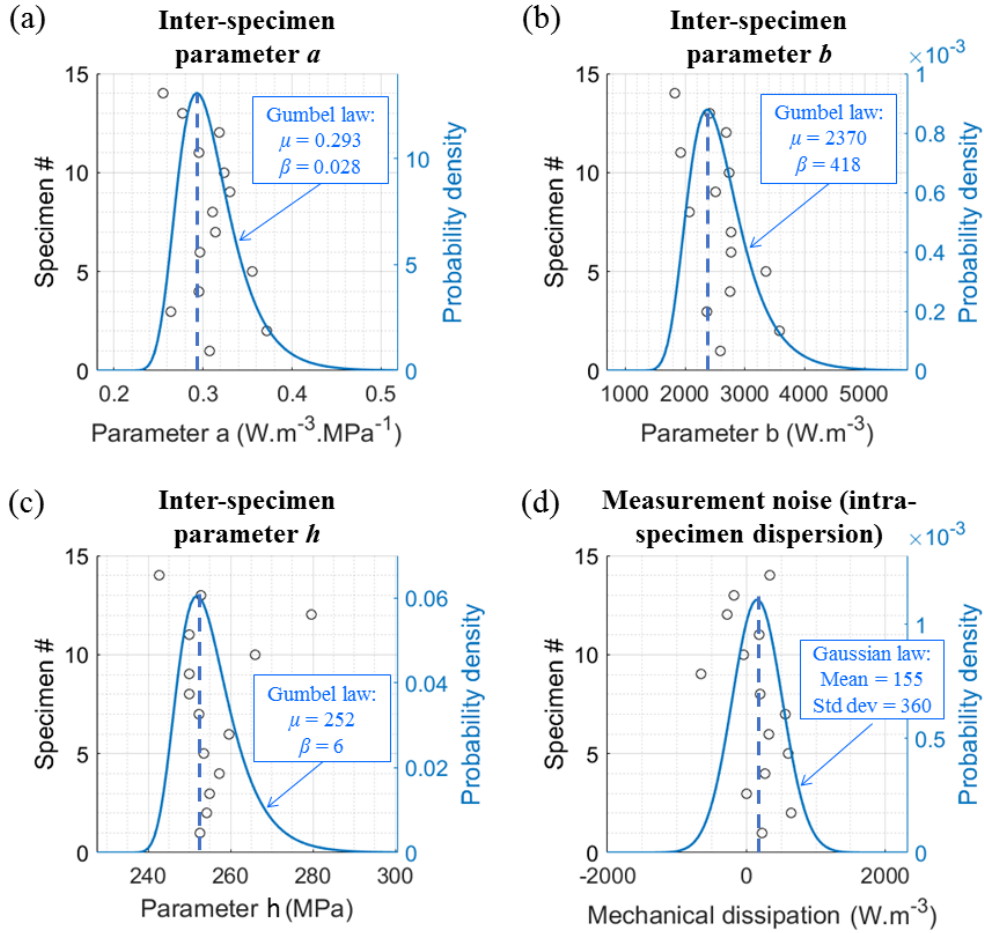 (a)
Inter-specimen
parameter a
15
10
5
0
Specimen #
Gumbel law:
μ = 0.293
β = 0.028
10
5
0
Probability density
0.2 0.3 0.4 0.5
Parameter a (W.m⁻³.MPa⁻¹)
(b)
Inter-specimen
parameter b
×10⁻³
15
10
5
0
Specimen #
Gumbel law:
μ = 2370
β = 418
1
0.8
0.6
0.4
0.2
0
Probability density
1000 2000 3000 4000 5000
Parameter b (W.m⁻³)
(c)
Inter-specimen
parameter h
15
10
5
0
Specimen #
Gumbel law:
μ = 252
β = 6
0.06
0.04
0.02
0
Probability density
240 260 280 300
Parameter h (MPa)
(d)
Measurement noise (intra-
specimen dispersion)
×10⁻³
15
10
5
0
Specimen #
Gaussian law:
Mean = 155
Std dev = 360
1
0.5
0
Probability density
-2000 0 2000
Mechanical dissipation (W.m⁻³)